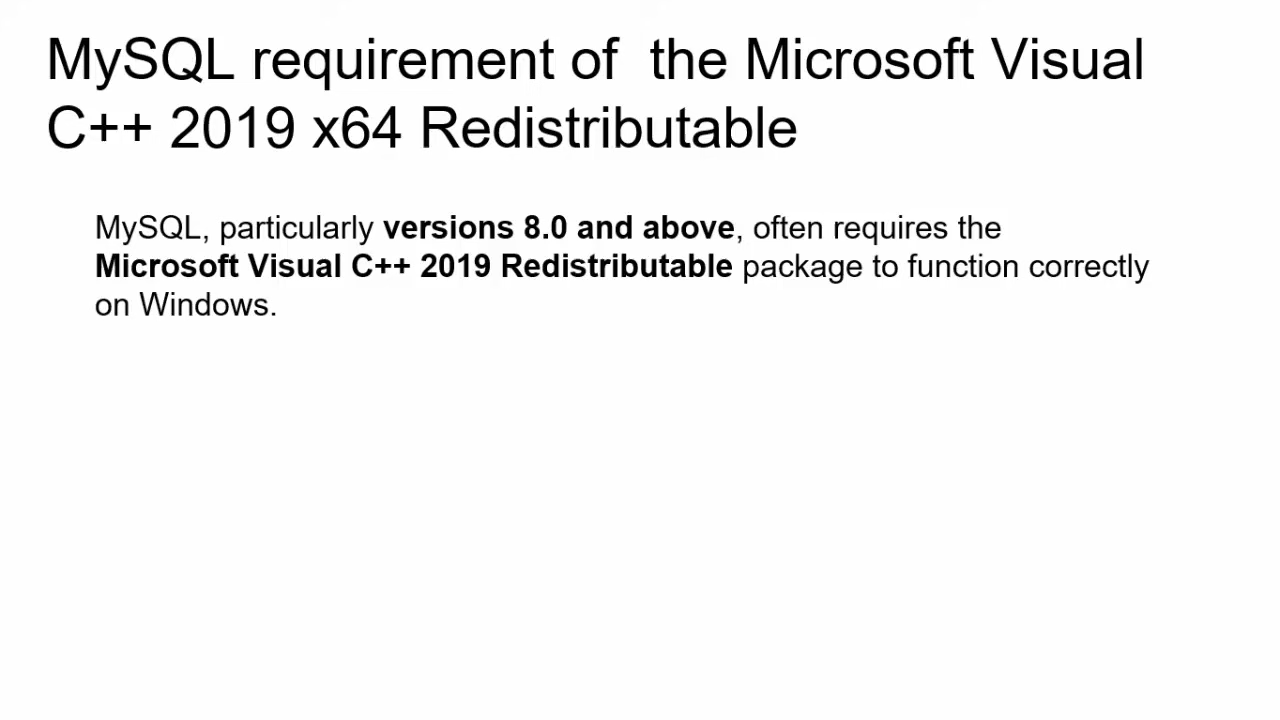 MySQL requirement of  the Microsoft Visual
C++ 2019 x64 Redistributable
MySQL, particularly versions 8.0 and above, often requires the
Microsoft Visual C++ 2019 Redistributable package to function correctly
on Windows.